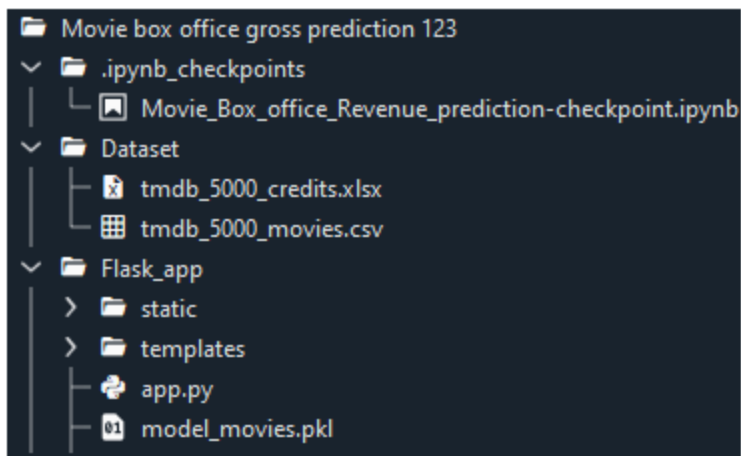 Movie box office gross prediction 123
.ipynb_checkpoints
Movie_Box_office_Revenue_prediction-checkpoint.ipynb
Dataset
tmdb_5000_credits.xlsx
tmdb_5000_movies.csv
Flask_app
static
templates
app.py
model_movies.pkl